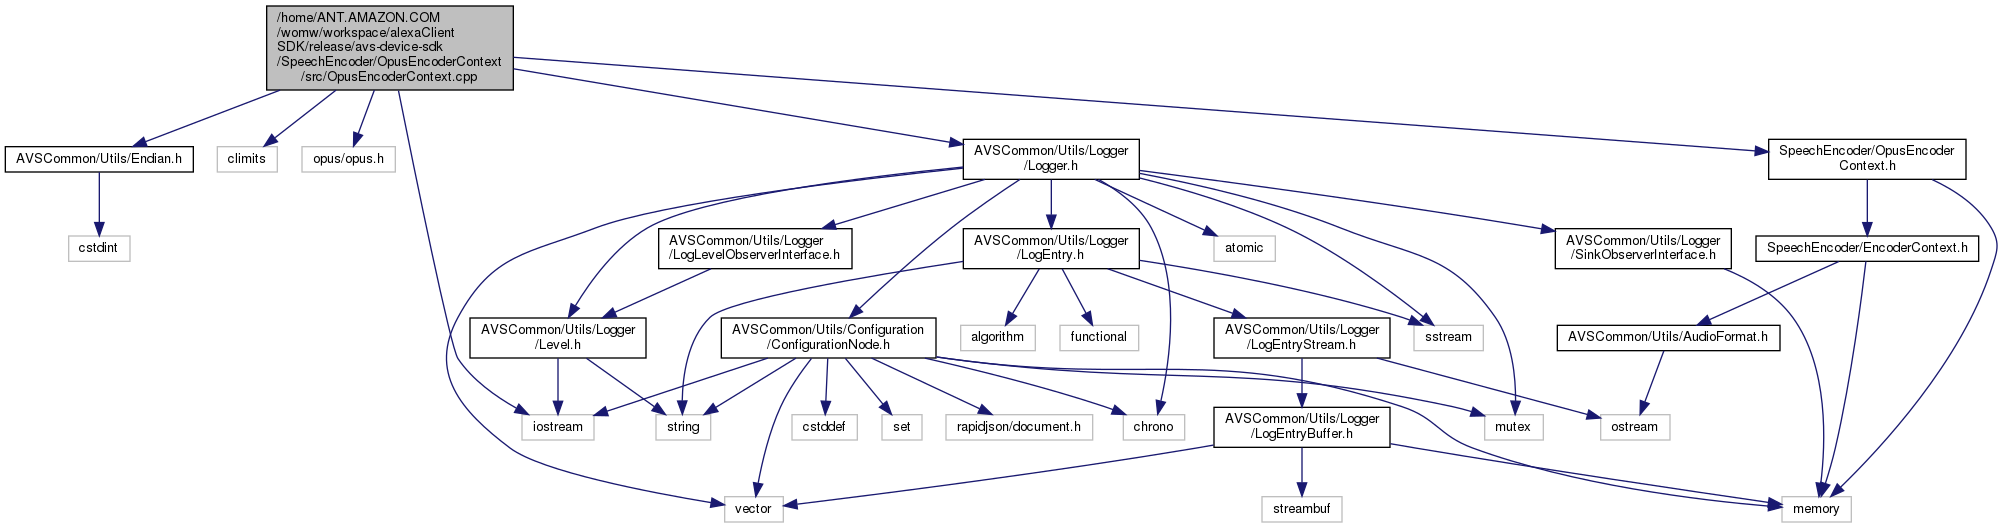 /home/ANT.AMAZON.COM
/womw/workspace/alexaClient
SDK/release/avs-device-sdk
/SpeechEncoder/OpusEncoderContext
/src/OpusEncoderContext.cpp
AVSCommon/Utils/Endian.h
climits
opus/opus.h
AVSCommon/Utils/Logger
/Logger.h
SpeechEncoder/OpusEncoder
Context.h
cstdint
AVSCommon/Utils/Logger
/LogLevelObserverInterface.h
AVSCommon/Utils/Logger
/LogEntry.h
atomic
AVSCommon/Utils/Logger
/SinkObserverInterface.h
SpeechEncoder/EncoderContext.h
AVSCommon/Utils/Logger
/Level.h
AVSCommon/Utils/Configuration
/ConfigurationNode.h
algorithm
functional
AVSCommon/Utils/Logger
/LogEntryStream.h
sstream
AVSCommon/Utils/AudioFormat.h
iostream
string
cstddef
set
rapidjson/document.h
chrono
AVSCommon/Utils/Logger
/LogEntryBuffer.h
mutex
ostream
vector
streambuf
memory